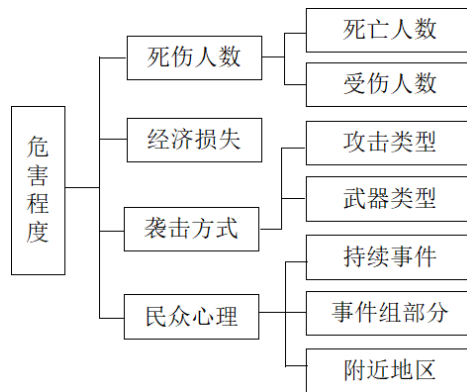 危害程度
死伤人数
死亡人数
受伤人数
经济损失
袭击方式
攻击类型
武器类型
民众心理
持续事件
事件组部分
附近地区